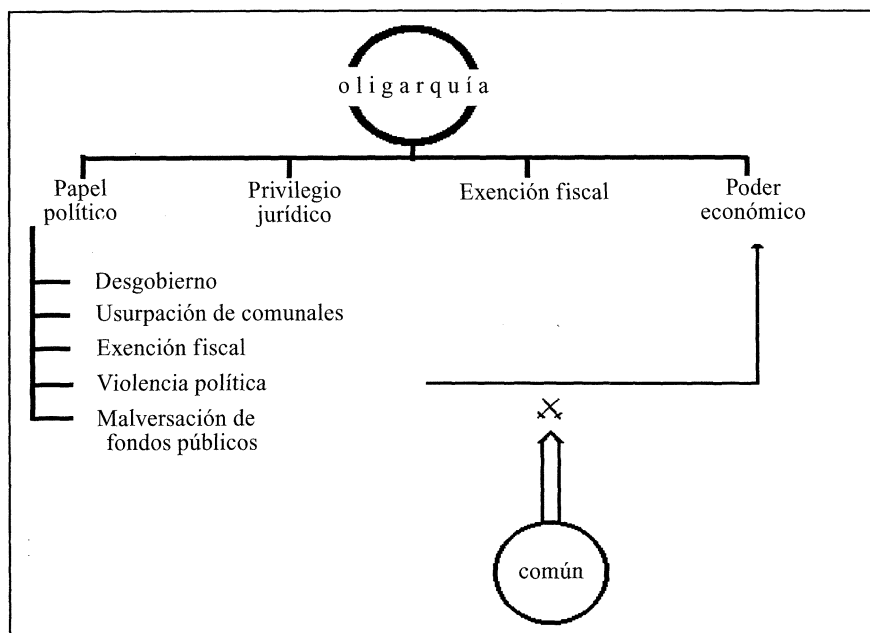 oligarquía
Papel
político
Privilegio
jurídico
Exención fiscal
Poder
económico
Desgobierno
Usurpación de comunales
Exención fiscal
Violencia política
Malversación de
fondos públicos
común